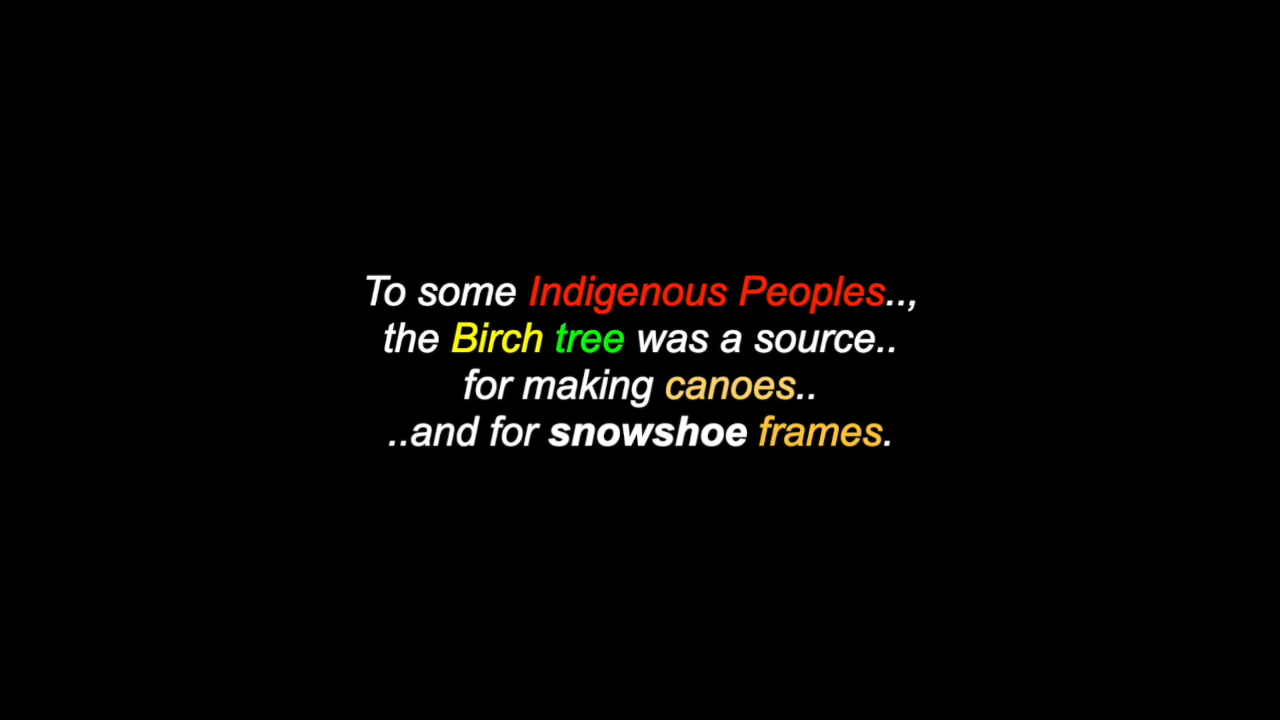 To some Indigenous Peoples..,
the Birch tree was a source..
for making canoes..
..and for snowshoe frames.